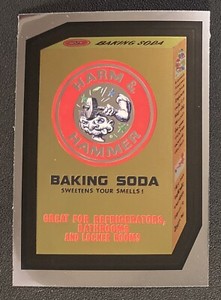 BAKING SODA
HARM &
HAMMER
BAKING SODA
SWEETENS YOUR SMELLS!
GREAT FOR REFRIGERATORS,
BATHROOMS
AND LOCKER ROOMS